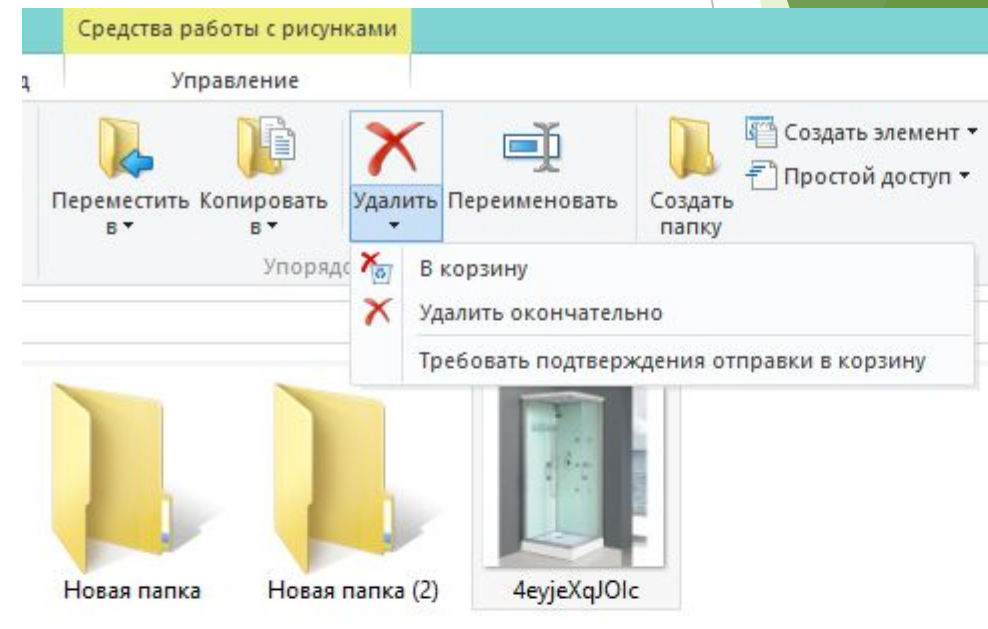 Средства работы с рисунками
Управление
Переместить в
Копировать в
Удалить
Переименовать
Создать папку
Создать элемент
Простой доступ
В корзину
Удалить окончательно
Требовать подтверждения отправки в корзину
Новая папка
Новая папка (2)
4eyjeXqJOIc